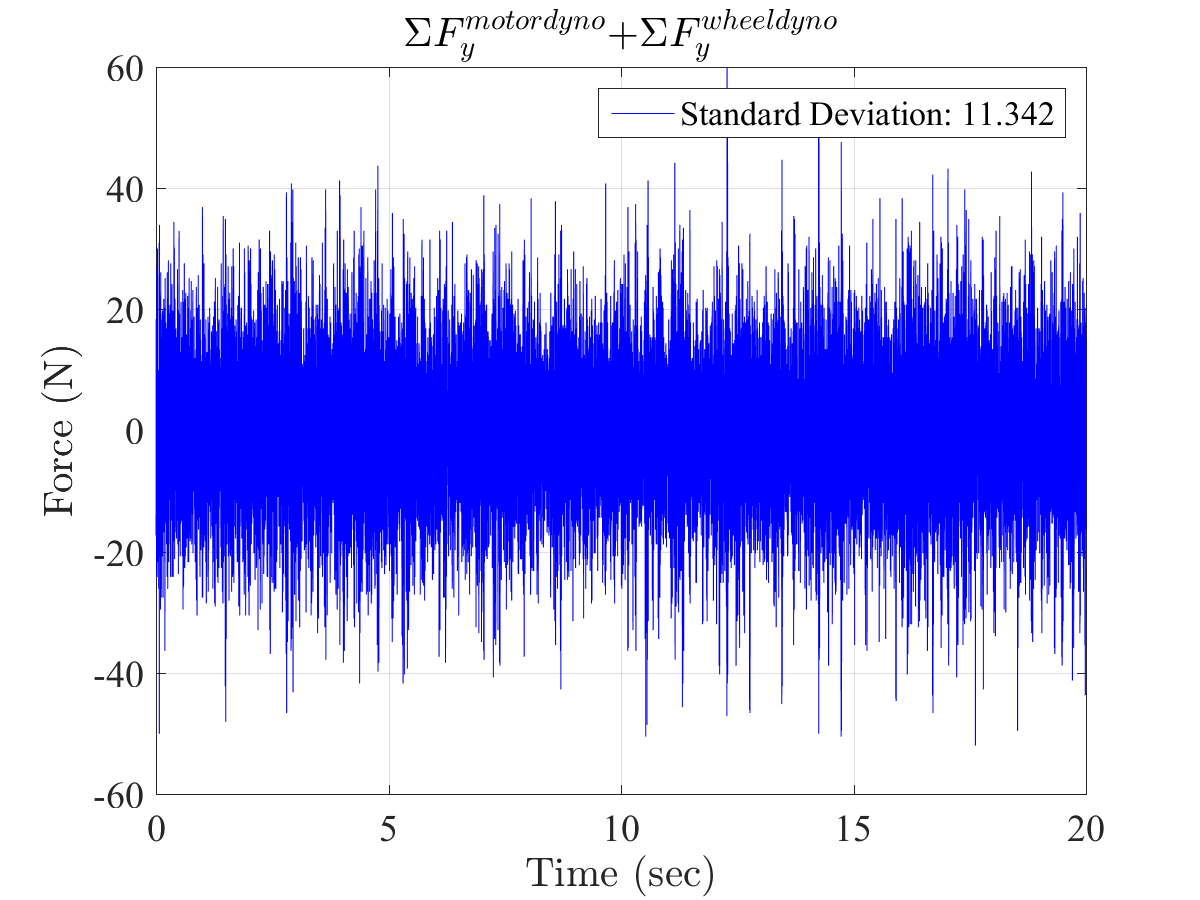 ΣF_y^{motordyno}+ΣF_y^{wheeldyno}
60
Standard Deviation: 11.342
40
20
0
-20
-40
-60
Force (N)
0 5 10 15 20
Time (sec)